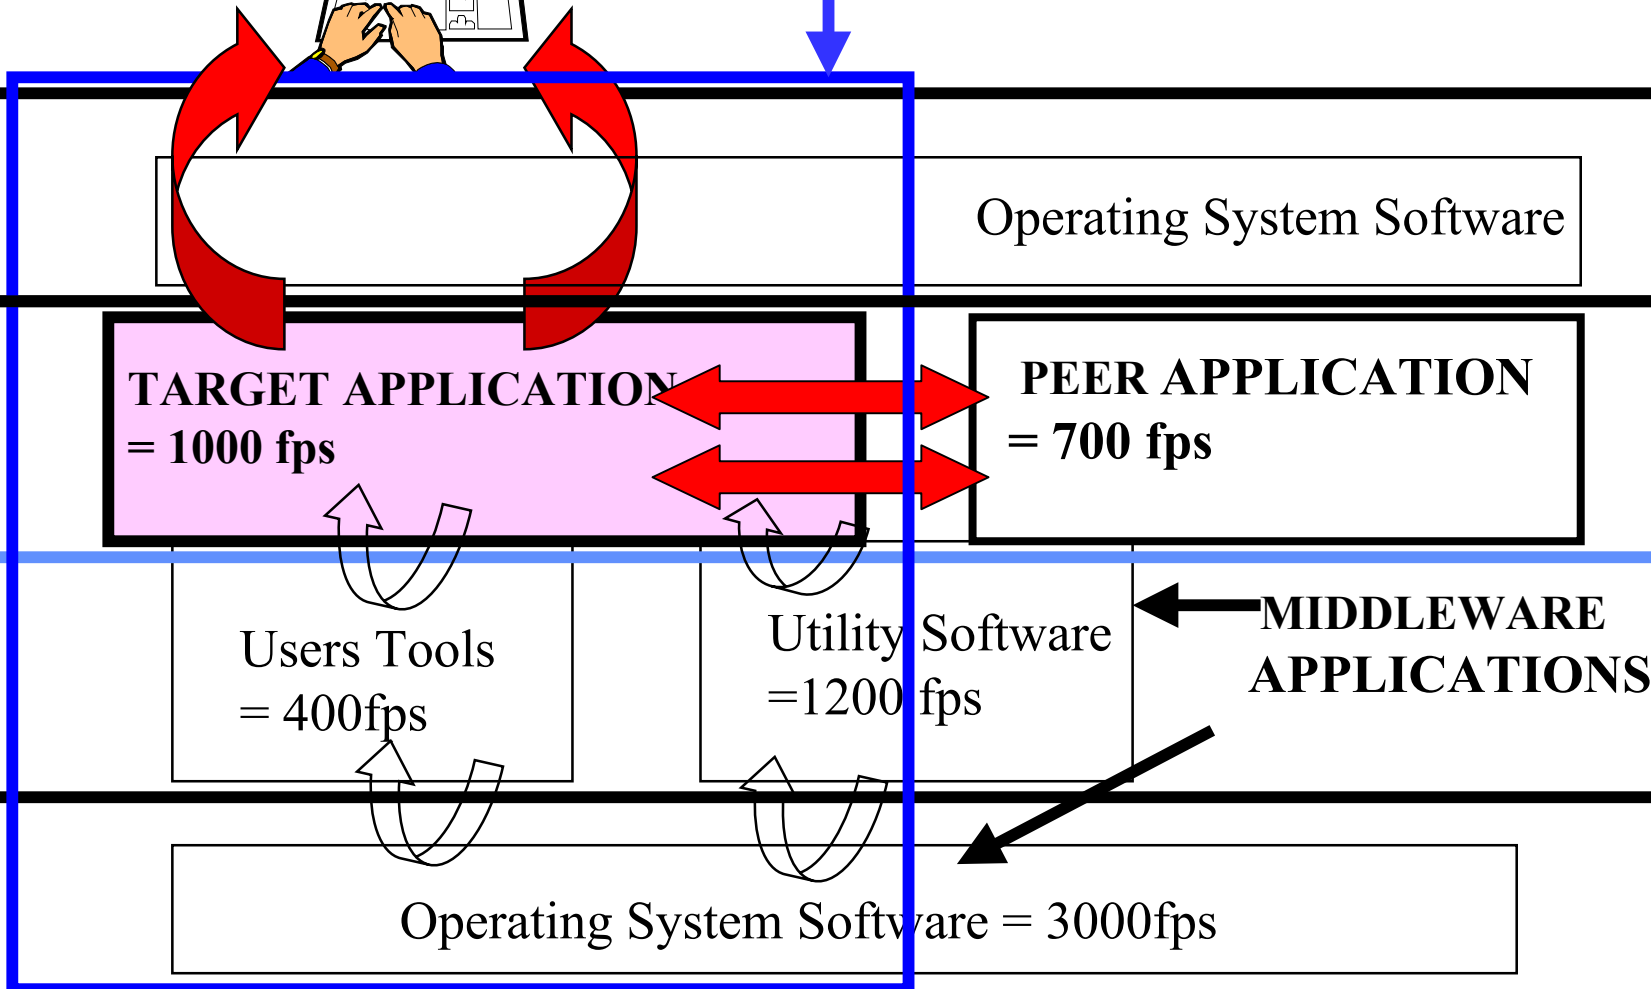 Operating System Software
TARGET APPLICATION
= 1000 fps
PEER APPLICATION
= 700 fps
Users Tools
= 400fps
Utility Software
=1200 fps
MIDDLEWARE
APPLICATIONS
Operating System Software = 3000fps